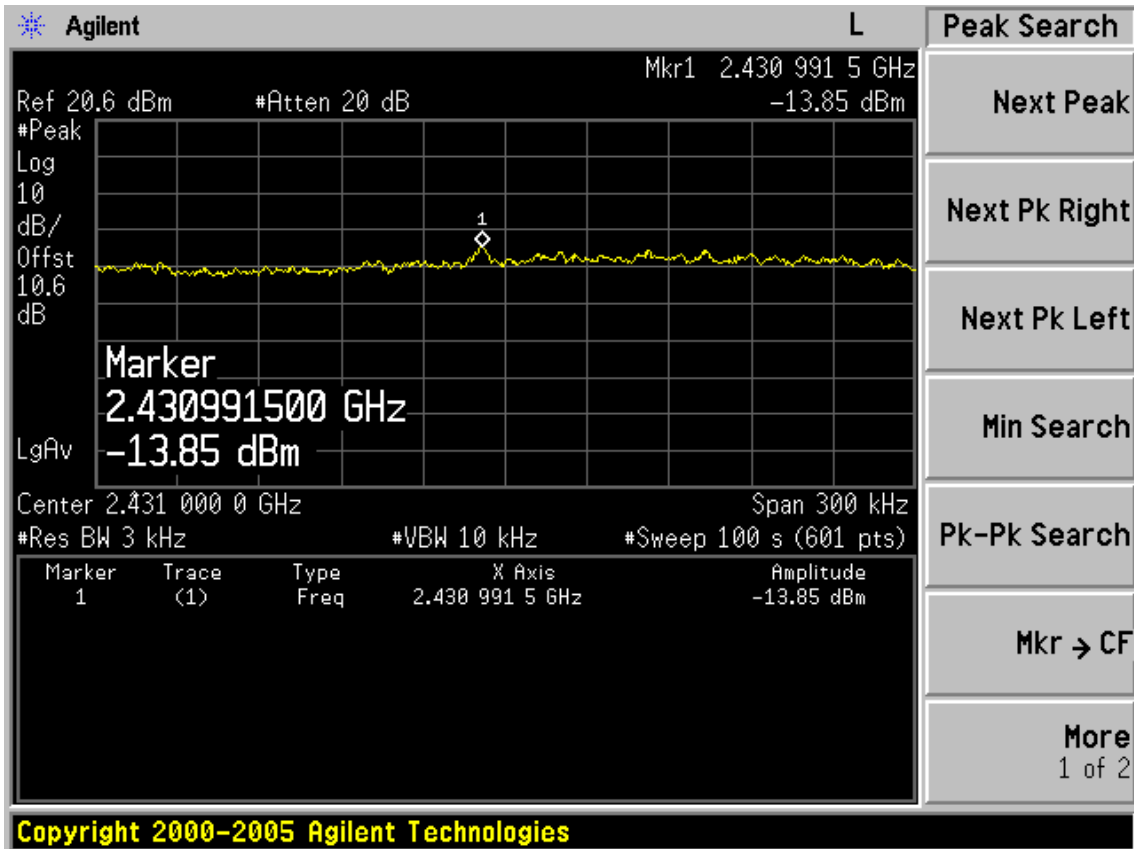 Agilent
L
Peak Search
Mkr1 2.430 991 5 GHz
Ref 20.6 dBm #Atten 20 dB -13.85 dBm
#Peak
Log
10
dB/
Offst
10.6
dB
1
Marker
2.430991500 GHz
-13.85 dBm
LgAv
Center 2.431 000 0 GHz Span 300 kHz
#Res BW 3 kHz #VBW 10 kHz #Sweep 100 s (601 pts)
Marker Trace Type X Axis Amplitude
1 (1) Freq 2.430 991 5 GHz -13.85 dBm
Next Peak
Next Pk Right
Next Pk Left
Min Search
Pk-Pk Search
Mkr → CF
More
1 of 2
Copyright 2000-2005 Agilent Technologies